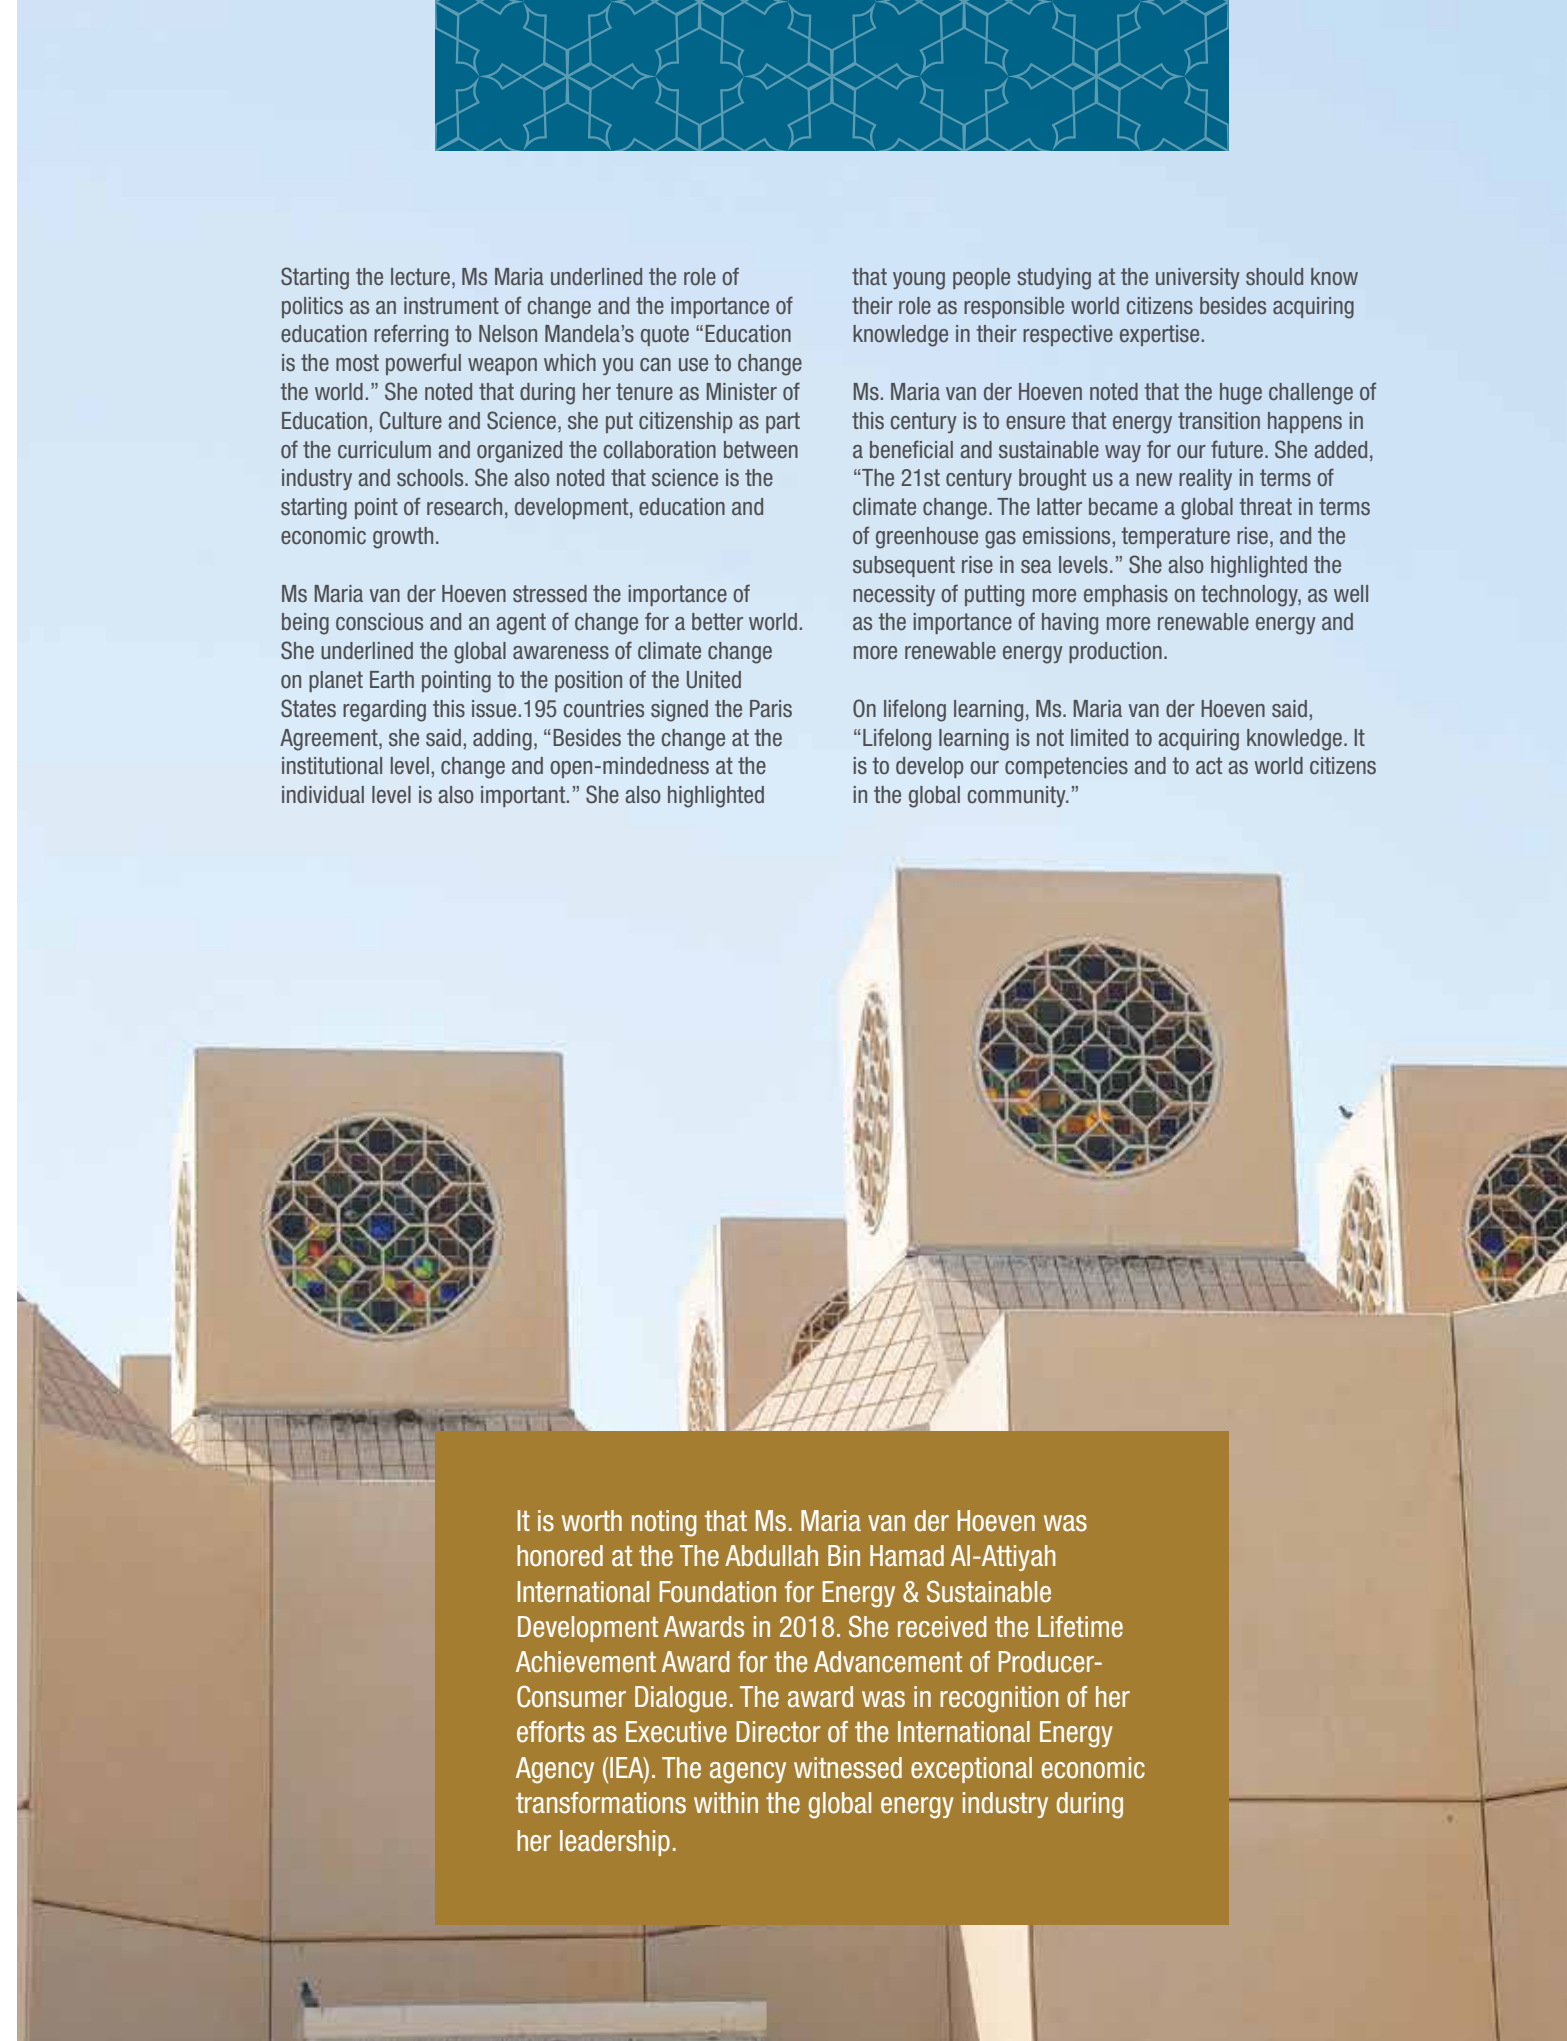 Starting the lecture, Ms Maria underlined the role of
politics as an instrument of change and the importance of
education referring to Nelson Mandela’s quote “Education
is the most powerful weapon which you can use to change
the world.” She noted that during her tenure as Minister of
Education, Culture and Science, she put citizenship as part
of the curriculum and organized the collaboration between
industry and schools. She also noted that science is the
starting point of research, development, education and
economic growth.

Ms Maria van der Hoeven stressed the importance of
being conscious and an agent of change for a better world.
She underlined the global awareness of climate change
on planet Earth pointing to the position of the United
States regarding this issue.195 countries signed the Paris
Agreement, she said, adding, “Besides the change at the
institutional level, change and open-mindedness at the
individual level is also important.” She also highlighted
that young people studying at the university should know
their role as responsible world citizens besides acquiring
knowledge in their respective expertise.

Ms. Maria van der Hoeven noted that the huge challenge of
this century is to ensure that energy transition happens in
a beneficial and sustainable way for our future. She added,
“The 21st century brought us a new reality in terms of
climate change. The latter became a global threat in terms
of greenhouse gas emissions, temperature rise, and the
subsequent rise in sea levels.” She also highlighted the
necessity of putting more emphasis on technology, as well
as the importance of having more renewable energy and
more renewable energy production.

On lifelong learning, Ms. Maria van der Hoeven said,
“Lifelong learning is not limited to acquiring knowledge. It
is to develop our competencies and to act as world citizens
in the global community.”

It is worth noting that Ms. Maria van der Hoeven was
honored at the The Abdullah Bin Hamad Al-Attiyah
International Foundation for Energy & Sustainable
Development Awards in 2018. She received the Lifetime
Achievement Award for the Advancement of Producer-
Consumer Dialogue. The award was in recognition of her
efforts as Executive Director of the International Energy
Agency (IEA). The agency witnessed exceptional economic
transformations within the global energy industry during
her leadership.